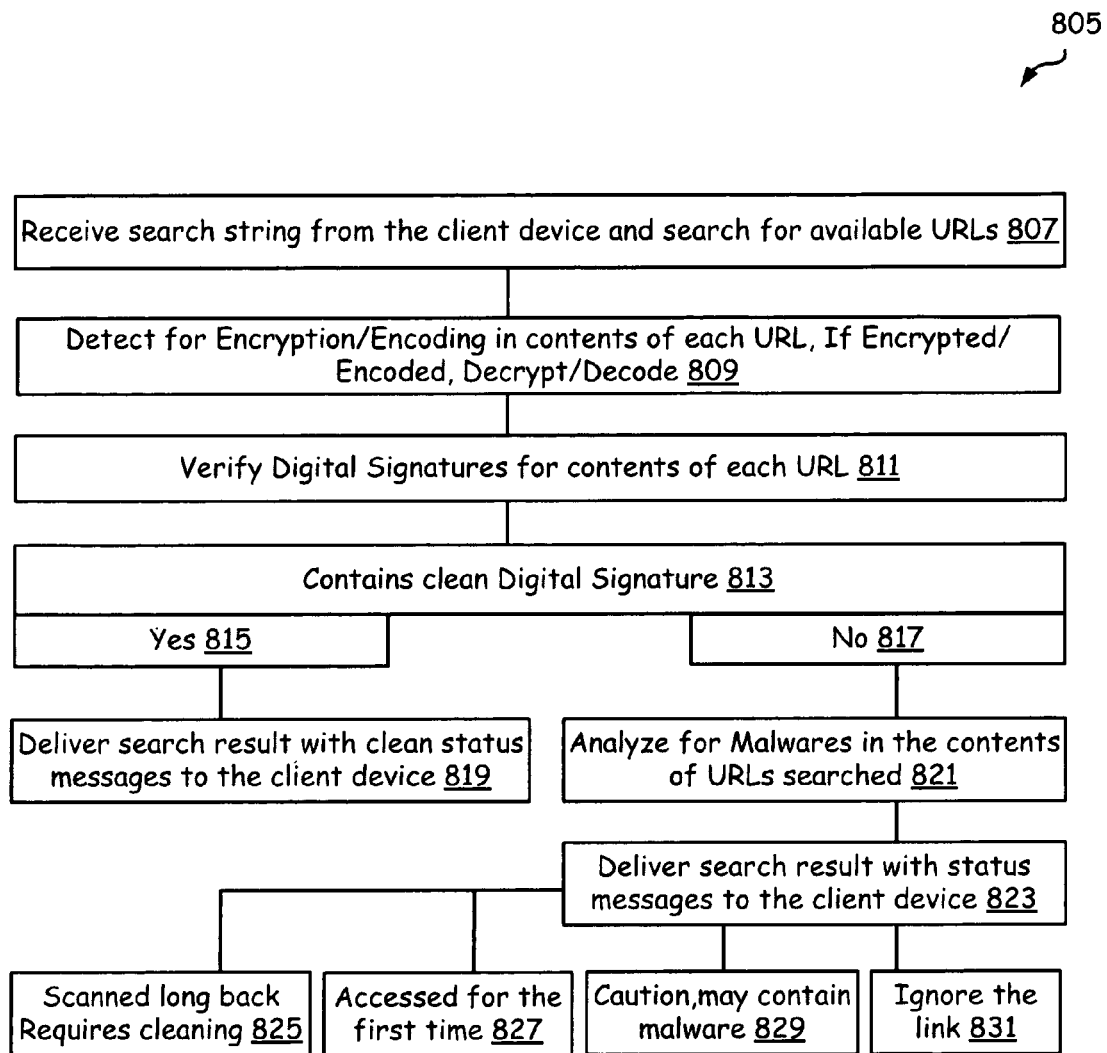 805
Receive search string from the client device and search for available URLs 807
Detect for Encryption/Encoding in contents of each URL, If Encrypted/
Encoded, Decrypt/Decode 809
Verify Digital Signatures for contents of each URL 811
Contains clean Digital Signature 813
Yes 815
No 817
Deliver search result with clean status
messages to the client device 819
Analyze for Malwares in the contents
of URLs searched 821
Deliver search result with status
messages to the client device 823
Scanned long back
Requires cleaning 825
Accessed for the
first time 827
Caution,may contain
malware 829
Ignore the
link 831